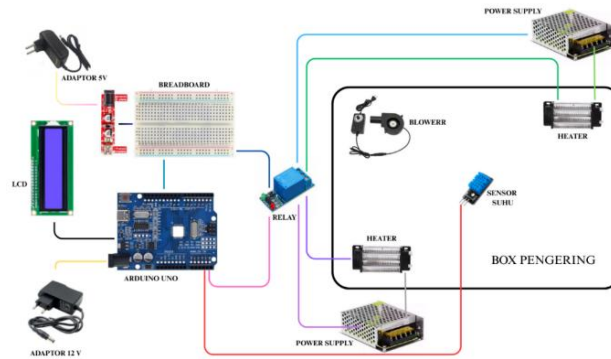 POWER SUPPLY
ADAPTOR 5V
BREADBOARD
BLOWERR
HEATER
LCD
SENSOR
SUHU
RELAY
HEATER
BOX PENGERING
ARDUINO UNO
POWER SUPPLY
ADAPTOR 12 V